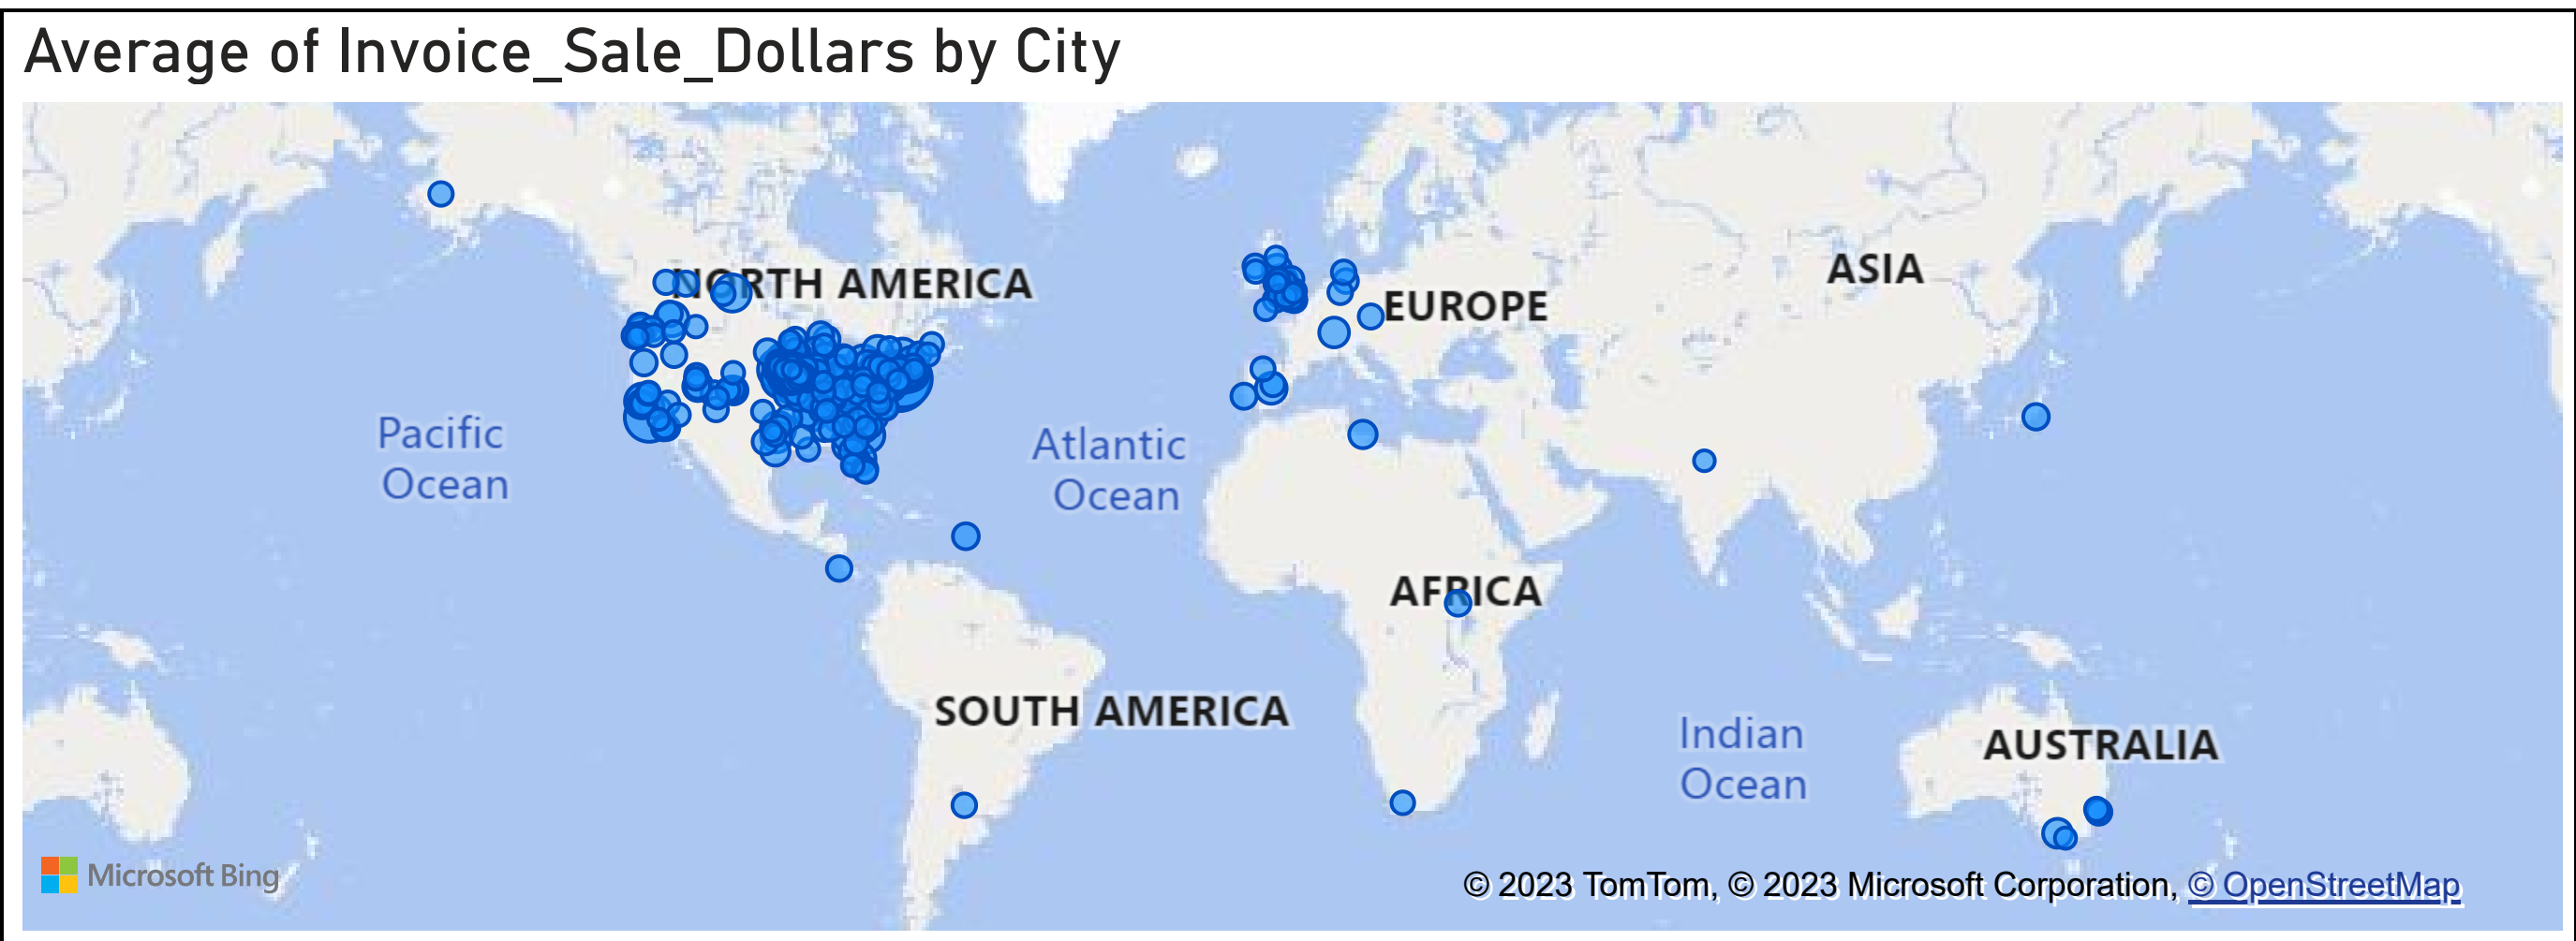 Average of Invoice_Sale_Dollars by City
NORTH AMERICA
EUROPE
ASIA
Pacific
Ocean
Atlantic
Ocean
AFRICA
SOUTH AMERICA
Indian
Ocean
AUSTRALIA
Microsoft Bing
© 2023 TomTom, © 2023 Microsoft Corporation, © OpenStreetMap